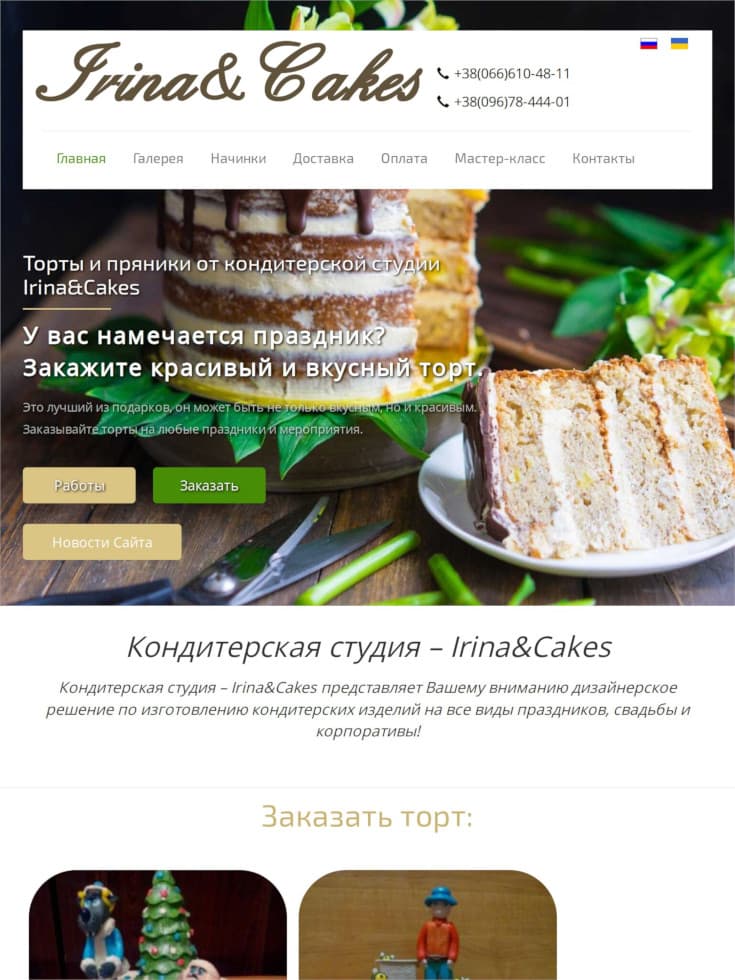 Irina&Cakes
+38(066)610-48-11
+38(096)78-444-01
Главная Галерея Начинки Доставка Оплата Мастер-класс Контакты
Торты и пряники от кондитерской студии
Irina&Cakes
У вас намечается праздник?
Закажите красивый и вкусный торт.
Это лучший из подарков, он может быть не только вкусным, но и красивым.
Заказывайте торты на любые праздники и мероприятия.
Работы Заказать
Новости Сайта
Кондитерская студия – Irina&Cakes
Кондитерская студия – Irina&Cakes представляет Вашему вниманию дизайнерское
решение по изготовлению кондитерских изделий на все виды праздников, свадьбы и
корпоративы!
Заказать торт: